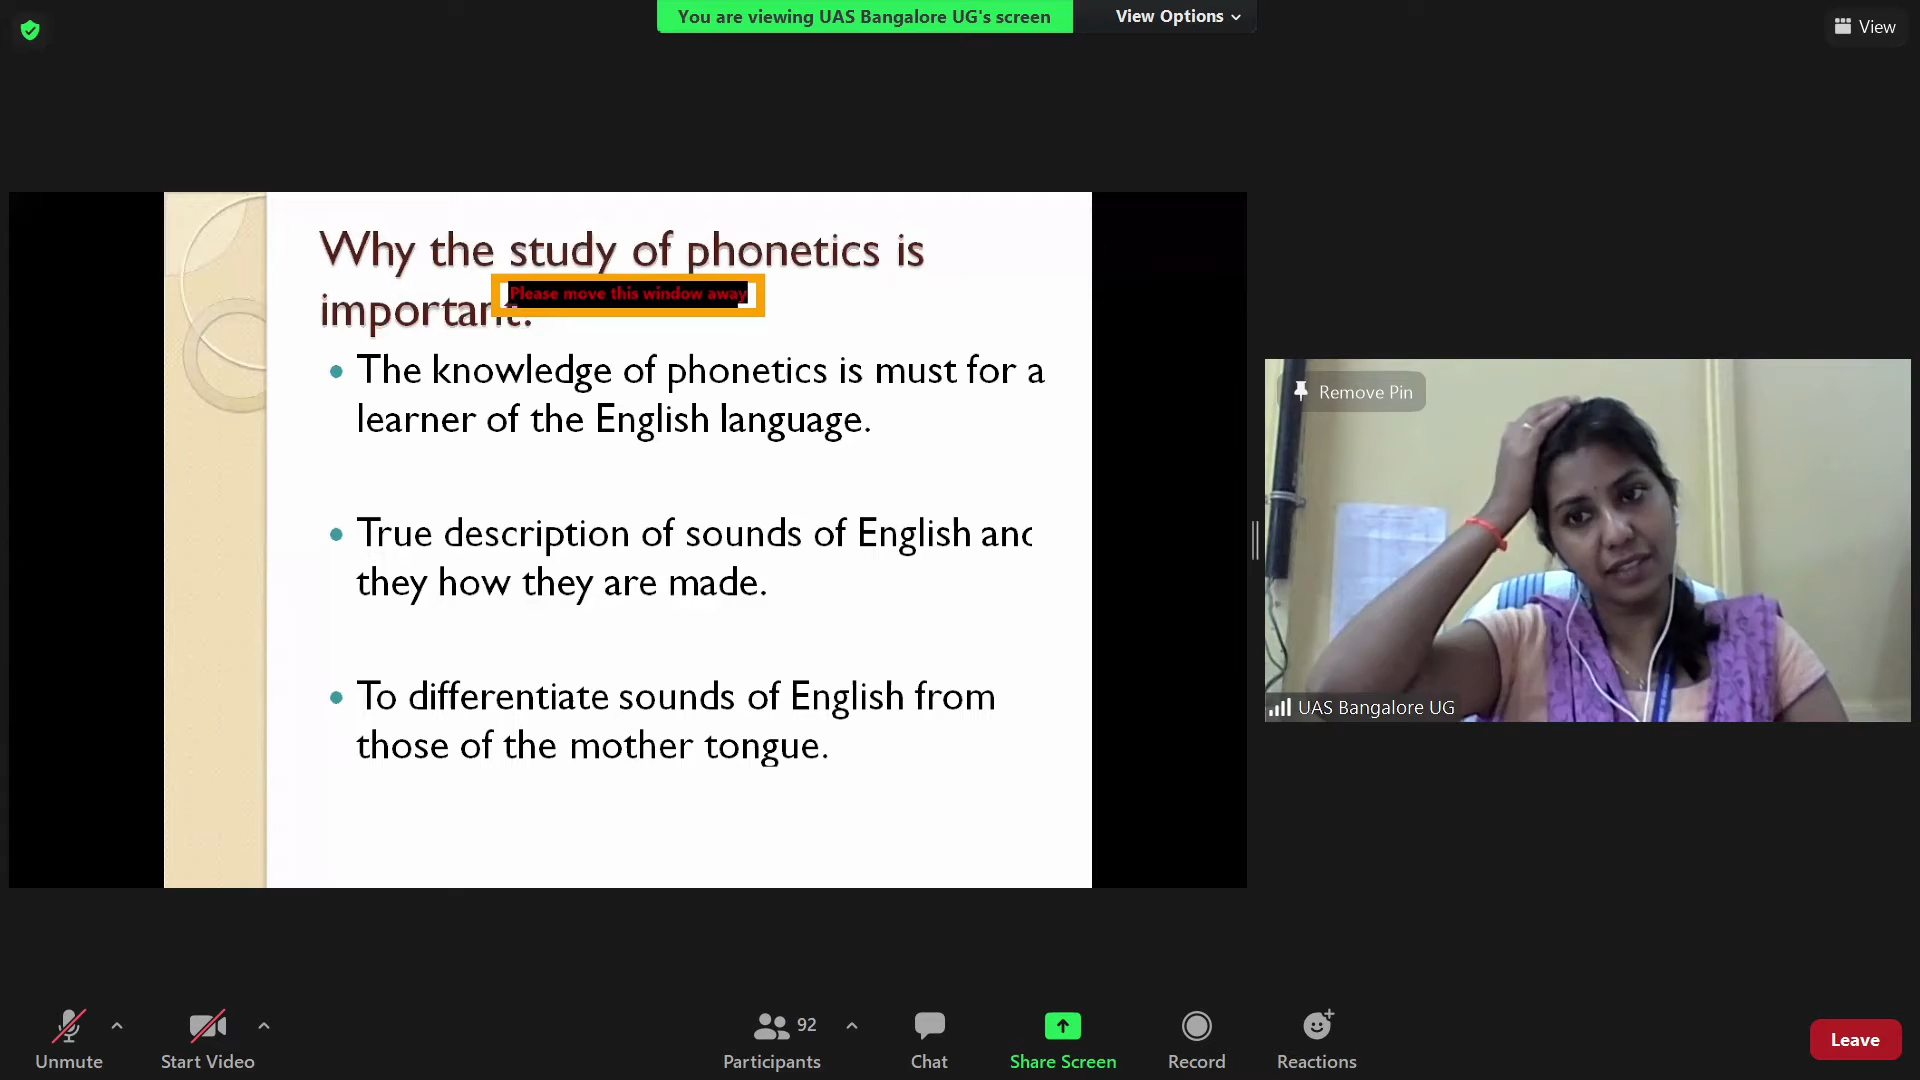 You are viewing UAS Bangalore UG's screen
View Options
View
Why the study of phonetics is
Please move this window away
important?
The knowledge of phonetics is must for a
learner of the English language.
True description of sounds of English and
they how they are made.
To differentiate sounds of English from
those of the mother tongue.
Remove Pin
UAS Bangalore UG
Unmute
Start Video
92
Participants
Chat
Share Screen
Record
Reactions
Leave